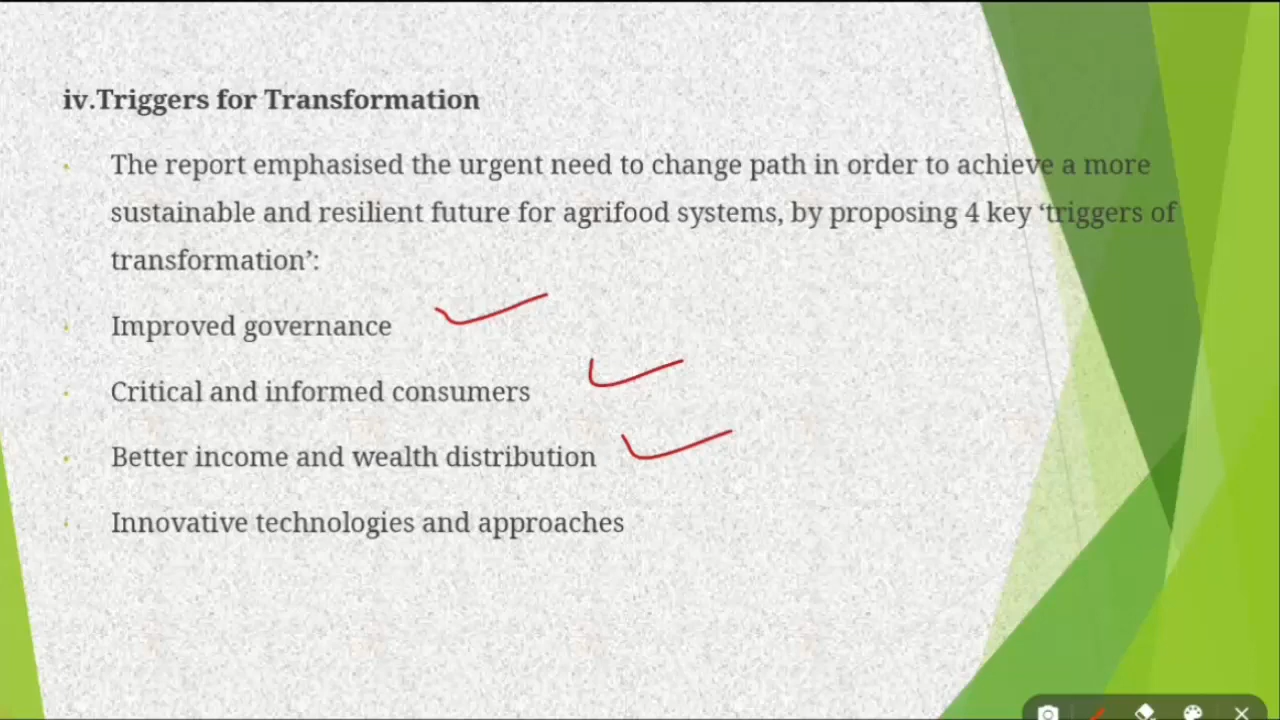 iv.Triggers for Transformation
The report emphasised the urgent need to change path in order to achieve a more
sustainable and resilient future for agrifood systems, by proposing 4 key ‘triggers of
transformation’:
Improved governance
Critical and informed consumers
Better income and wealth distribution
Innovative technologies and approaches